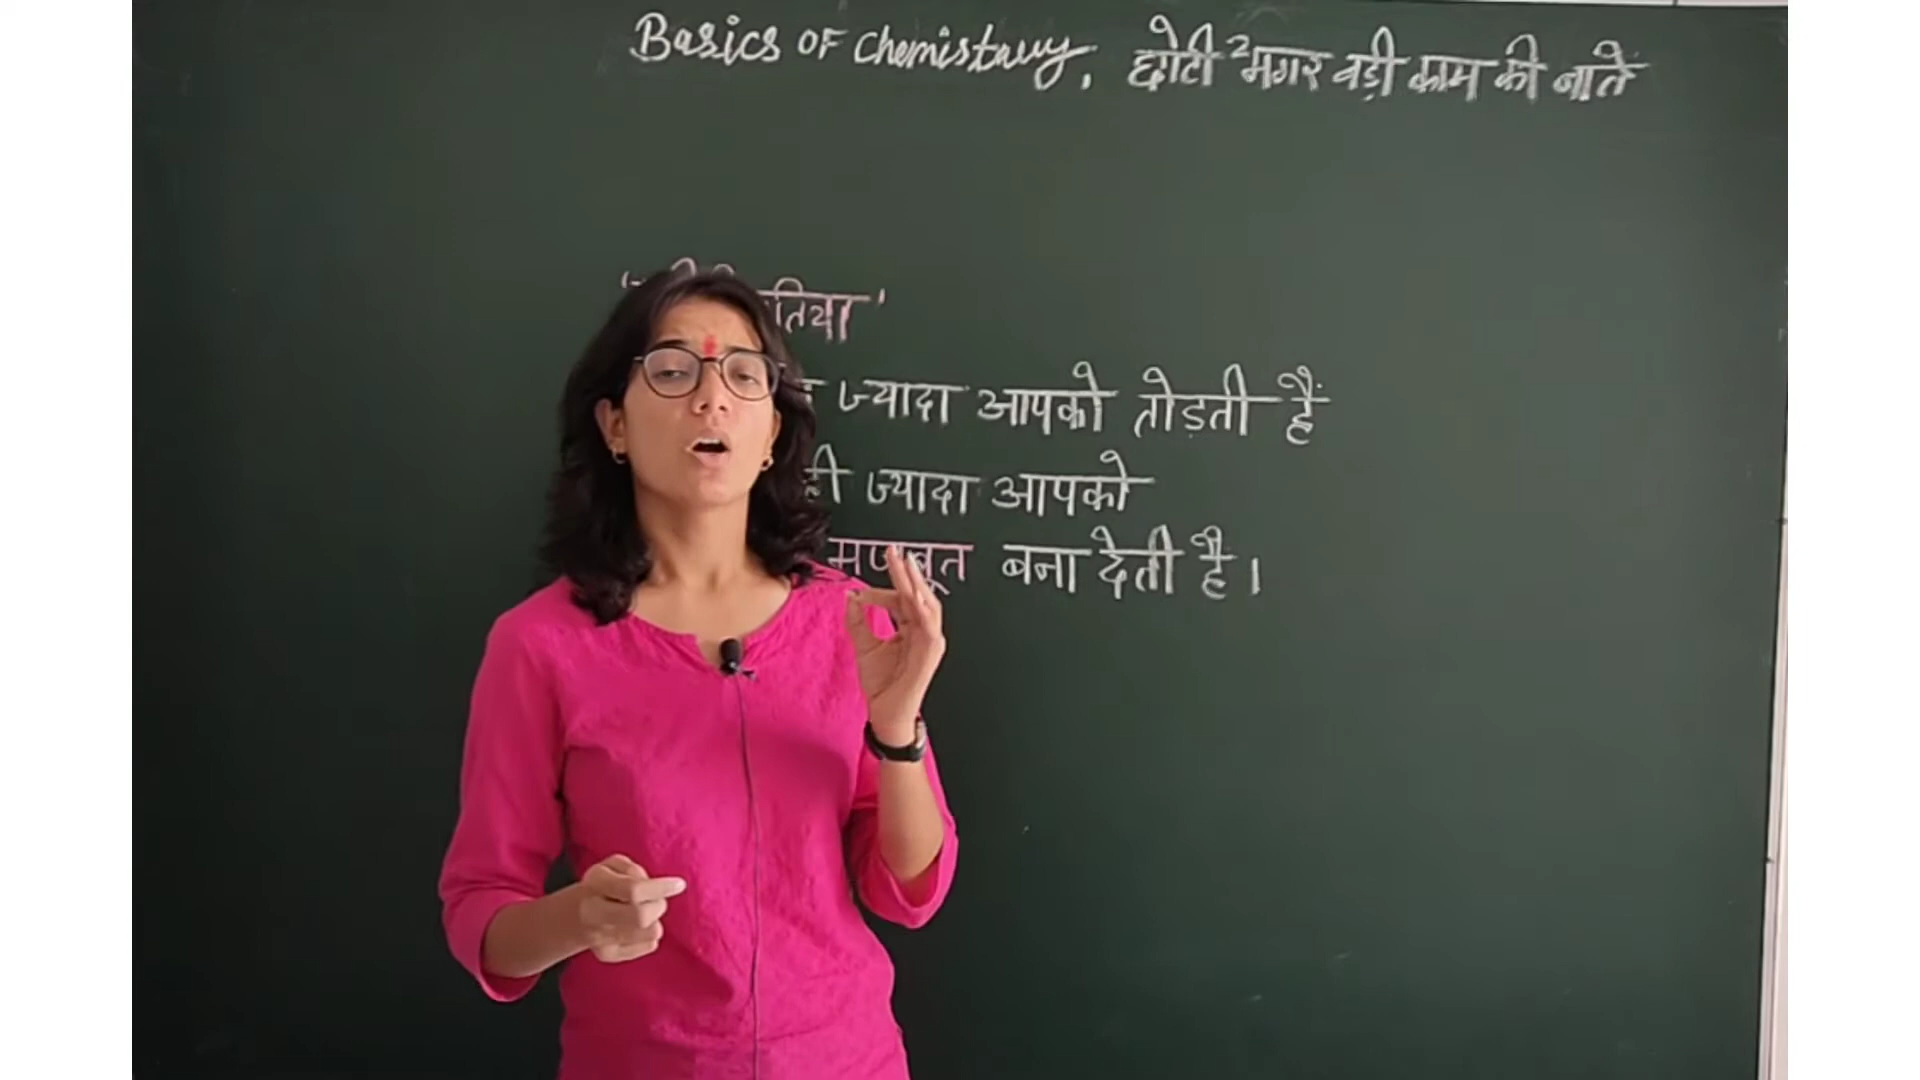 Basics OF Chemistry, छोटी 2 मगर बड़ी काम की बातें
ज्यादा आपको तोड़ती हैं
ही ज्यादा आपको
मजबूत बना देती है।